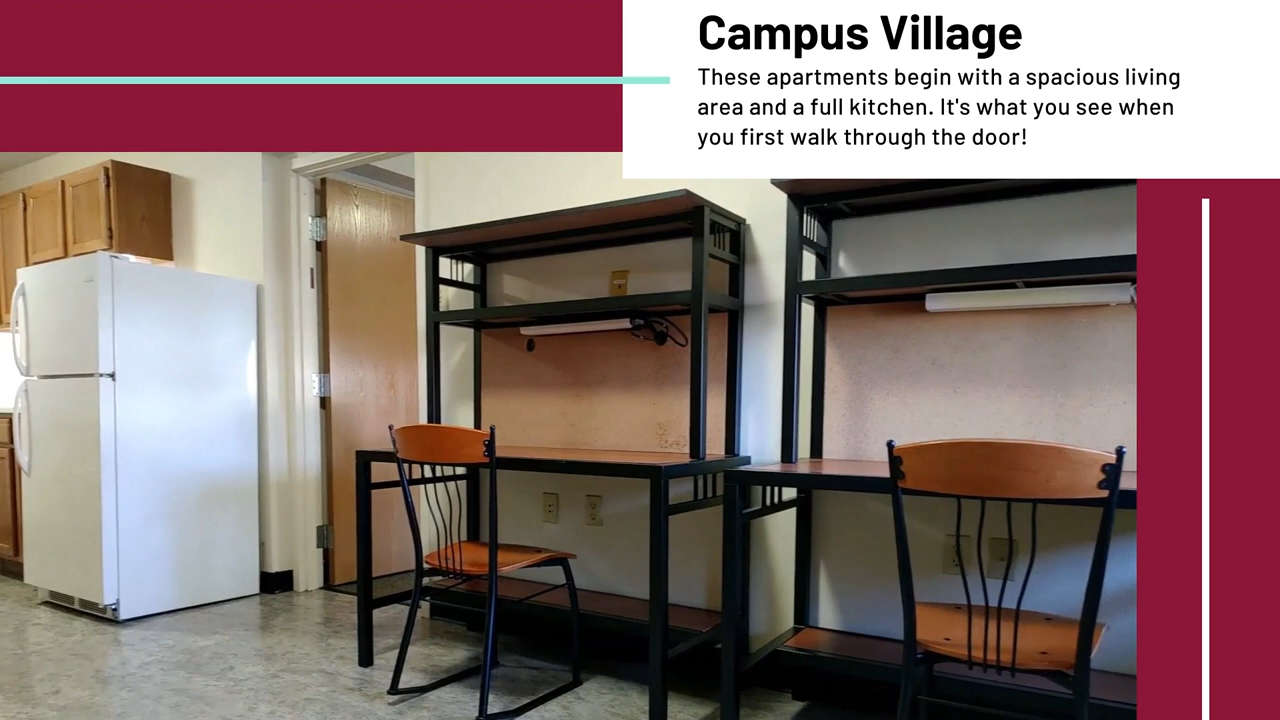 Campus Village
These apartments begin with a spacious living
area and a full kitchen. It's what you see when
you first walk through the door!